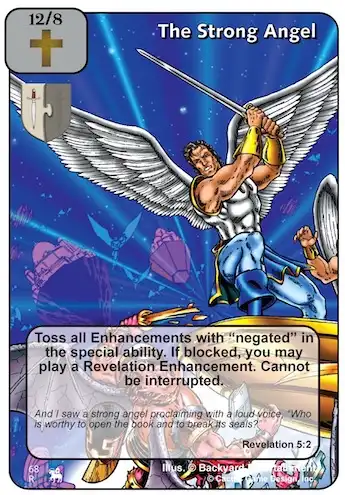 12/8
The Strong Angel
Toss all Enhancements with “negated” in
the special ability. If blocked, you may
play a Revelation Enhancement. Cannot
be interrupted.
And I saw a strong angel proclaiming with a loud voice, "Who
is worthy to open the book and to break its seals?"
Revelation 5:2
68
R
Illus. © Backyard Entertainment
© Cactus Game Design, Inc.